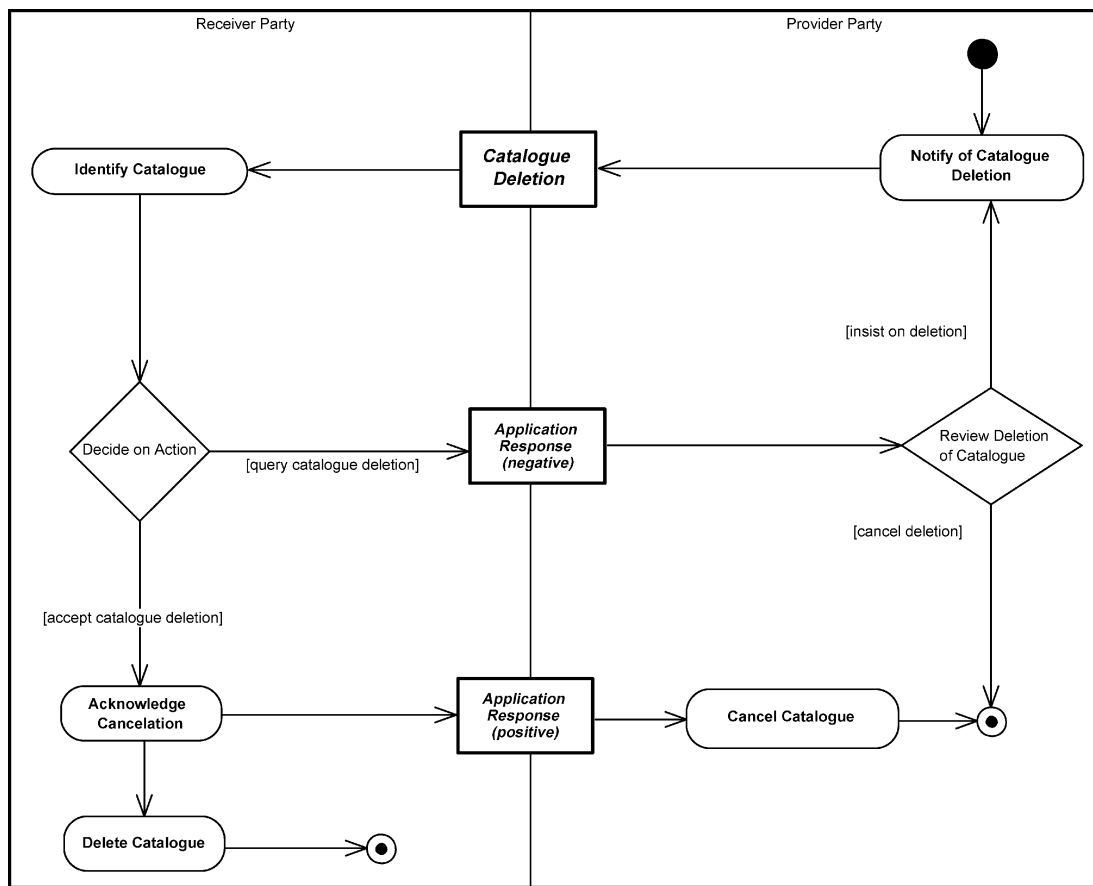 Receiver Party
Provider Party
Identify Catalogue
Catalogue
Deletion
Notify of Catalogue
Deletion
[insist on deletion]
Decide on Action
[query catalogue deletion]
Application
Response
(negative)
Review Deletion
of Catalogue
[cancel deletion]
[accept catalogue deletion]
Acknowledge
Cancelation
Application
Response
(positive)
Cancel Catalogue
Delete Catalogue